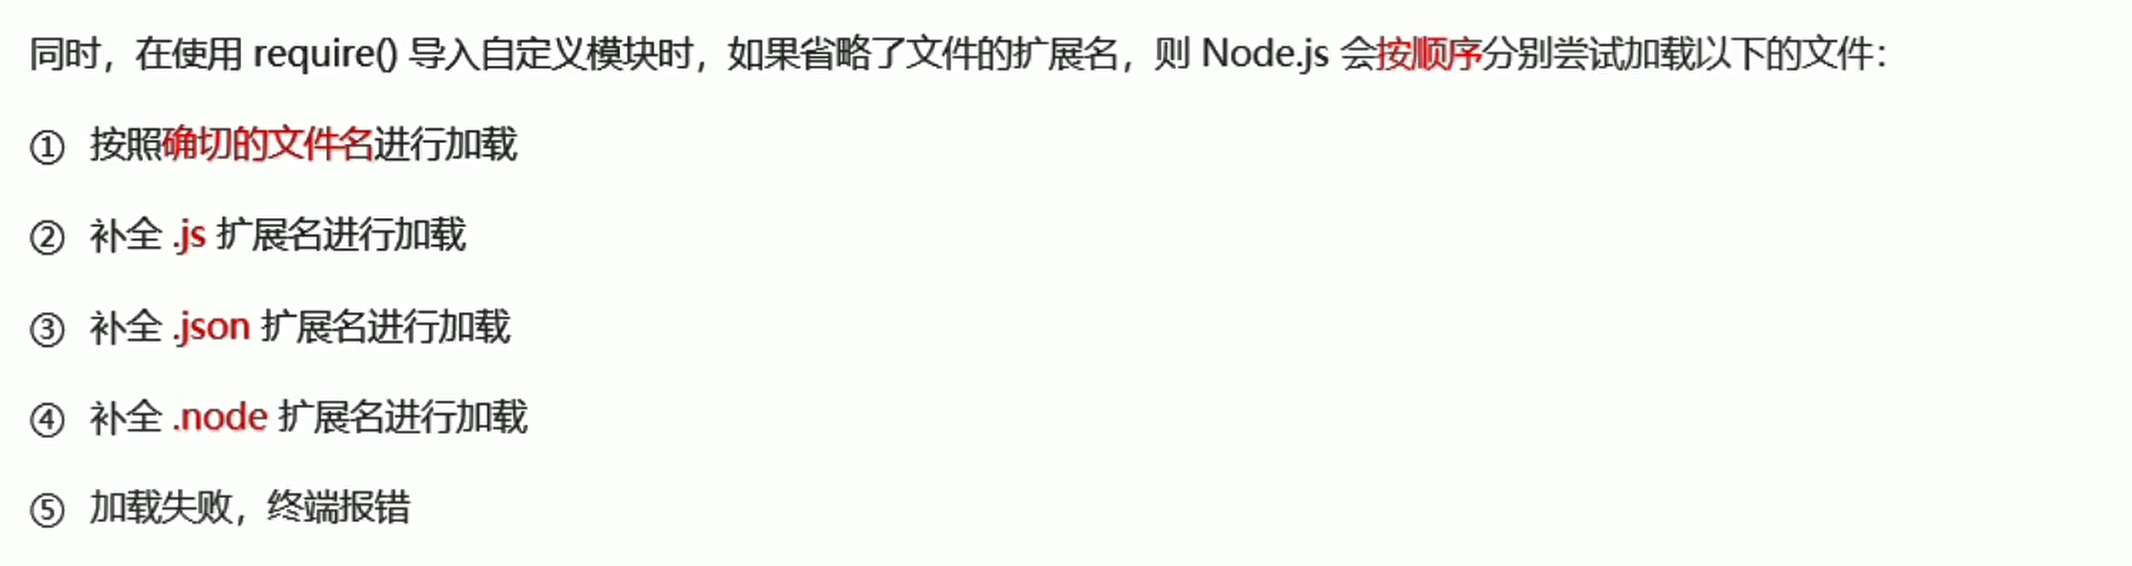 同时，在使用 require() 导入自定义模块时，如果省略了文件的扩展名，则 Node.js 会按顺序分别尝试加载以下的文件：
① 按照确切的文件名进行加载
② 补全 .js 扩展名进行加载
③ 补全 .json 扩展名进行加载
④ 补全 .node 扩展名进行加载
⑤ 加载失败，终端报错